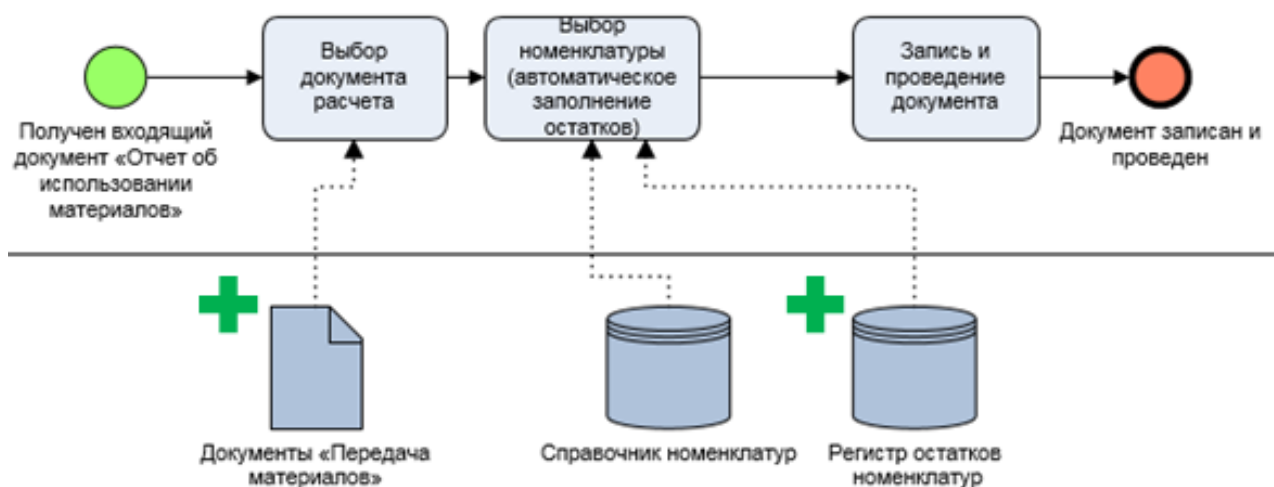 Выбор
документа
расчета
Выбор
номенклатуры
(автоматическое
заполнение
остатков)
Запись и
проведение
документа
Получен входящий
документ «Отчет об
использовании
материалов»
Документ записан и
проведен
Документы «Передача
материалов»
Справочник номенклатур
Регистр остатков
номенклатур